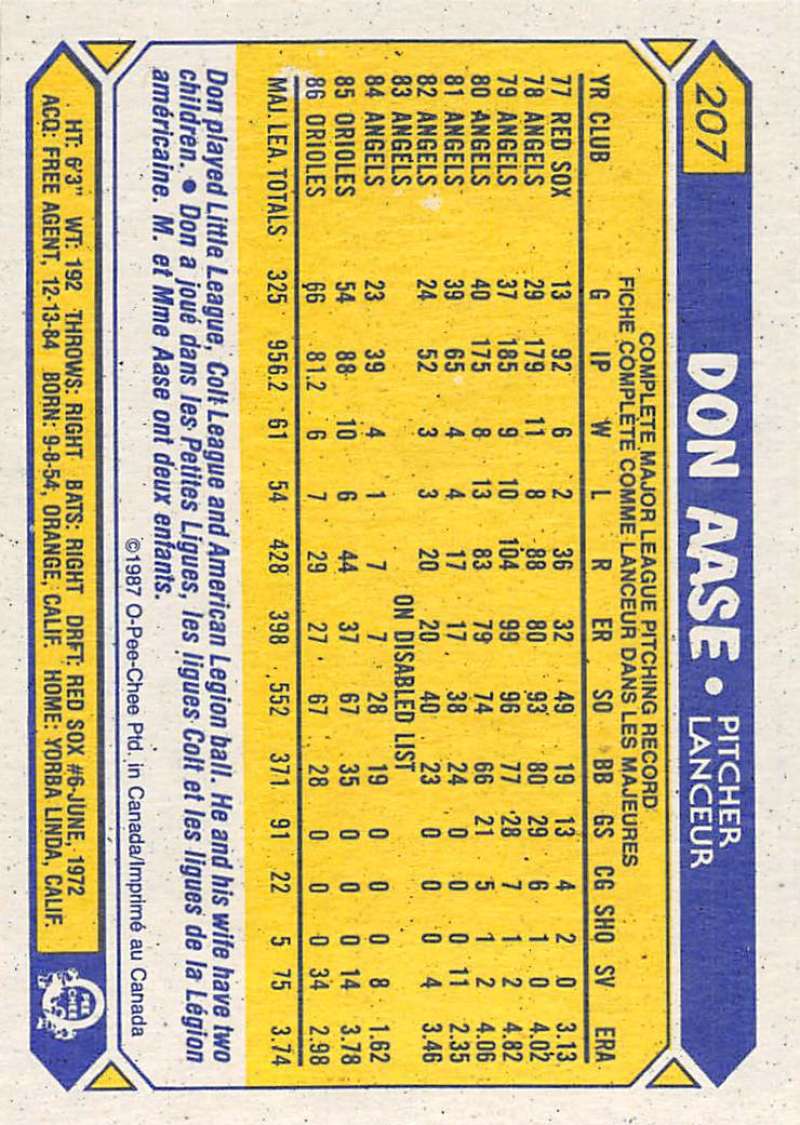 207
DON AASE • PITCHER
LANCEUR
COMPLETE MAJOR LEAGUE PITCHING RECORD
FICHE COMPLÈTE COMME LANCEUR DANS LES MAJEURES
YR CLUB G IP W L R ER SO BB GS CG SHO SV ERA
77 RED SOX 13 92 6 2 36 32 49 19 13 4 2 0 3.13
78 ANGELS 29 179 11 8 88 80 93 80 29 6 1 0 4.02
79 ANGELS 37 185 9 10 104 99 96 77 28 7 1 2 4.82
80 ANGELS 40 175 8 13 83 79 74 66 21 5 1 2 4.06
81 ANGELS 39 65 4 4 17 17 38 24 0 0 0 11 2.35
82 ANGELS 24 52 3 3 20 20 40 23 0 0 0 4 3.46
83 ANGELS ON DISABLED LIST
84 ANGELS 23 39 4 1 7 7 28 19 0 0 0 8 1.62
85 ORIOLES 54 88 10 6 44 37 67 35 0 0 0 14 3.78
86 ORIOLES 66 81.2 6 7 29 27 67 28 0 0 0 34 2.98
MAJ. LEA. TOTALS 325 956.2 61 54 428 398 552 371 91 22 5 75 3.74
Don played Little League, Colt League and American Legion ball. He and his wife have two
children. • Don a joué dans les Petites Ligues, les ligues Colt et les ligues de la Légion
américaine. M. et Mme Aase ont deux enfants.
©1987 O-Pee-Chee Ptd. in Canada/Imprimé au Canada
HT: 6'3" WT: 192 THROWS: RIGHT BATS: RIGHT DRFT: RED SOX #6-JUNE, 1972
ACQ: FREE AGENT, 12-13-84 BORN: 9-8-54, ORANGE, CALIF. HOME: YORBA LINDA, CALIF.
O PEE CHEE